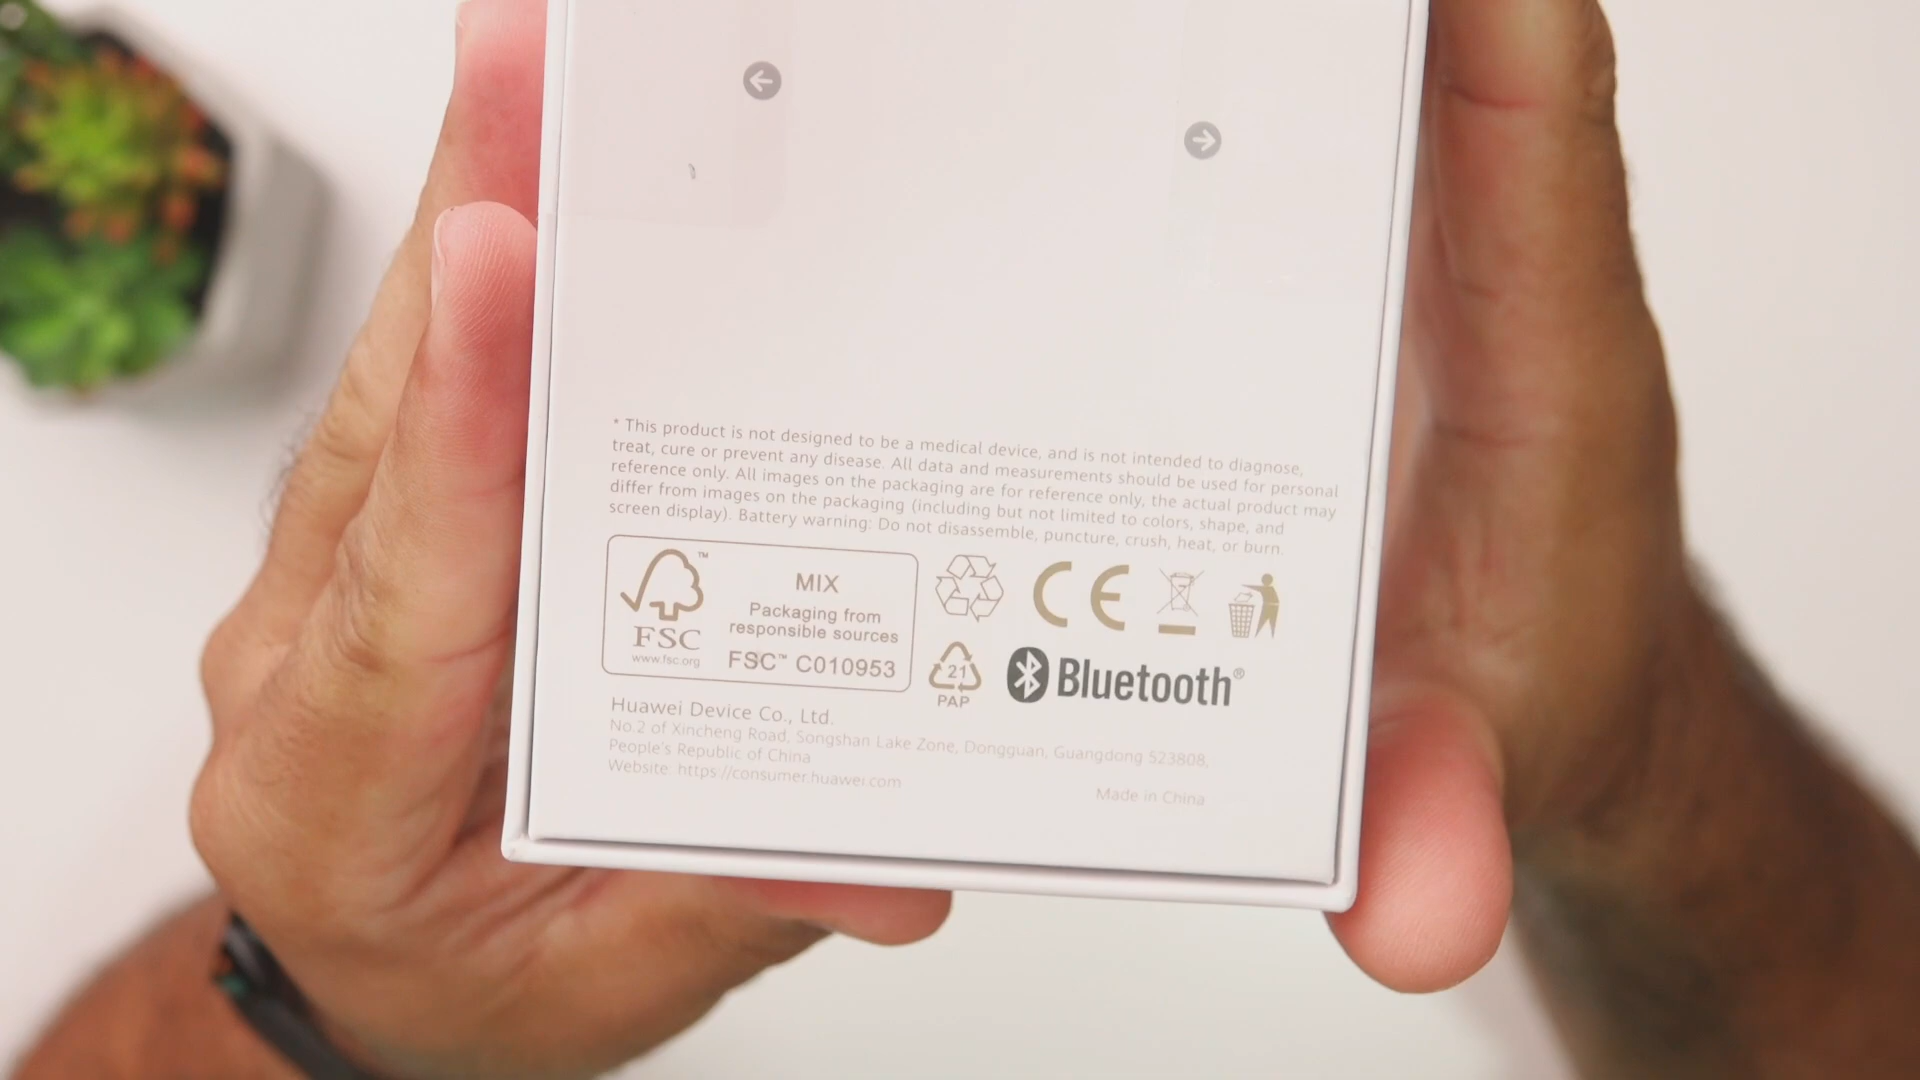 * This product is not designed to be a medical device, and is not intended to diagnose,
treat, cure or prevent any disease. All data and measurements should be used for personal
reference only. All images on the packaging are for reference only, the actual product may
differ from images on the packaging (including but not limited to colors, shape, and
screen display). Battery warning: Do not disassemble, puncture, crush, heat, or burn.
™
FSC
www.fsc.org
MIX
Packaging from
responsible sources
FSC™ C010953
CE
21
PAP
Bluetooth®
Huawei Device Co., Ltd.
No.2 of Xincheng Road, Songshan Lake Zone, Dongguan, Guangdong 523808,
People's Republic of China
Website: https://consumer.huawei.com
Made in China